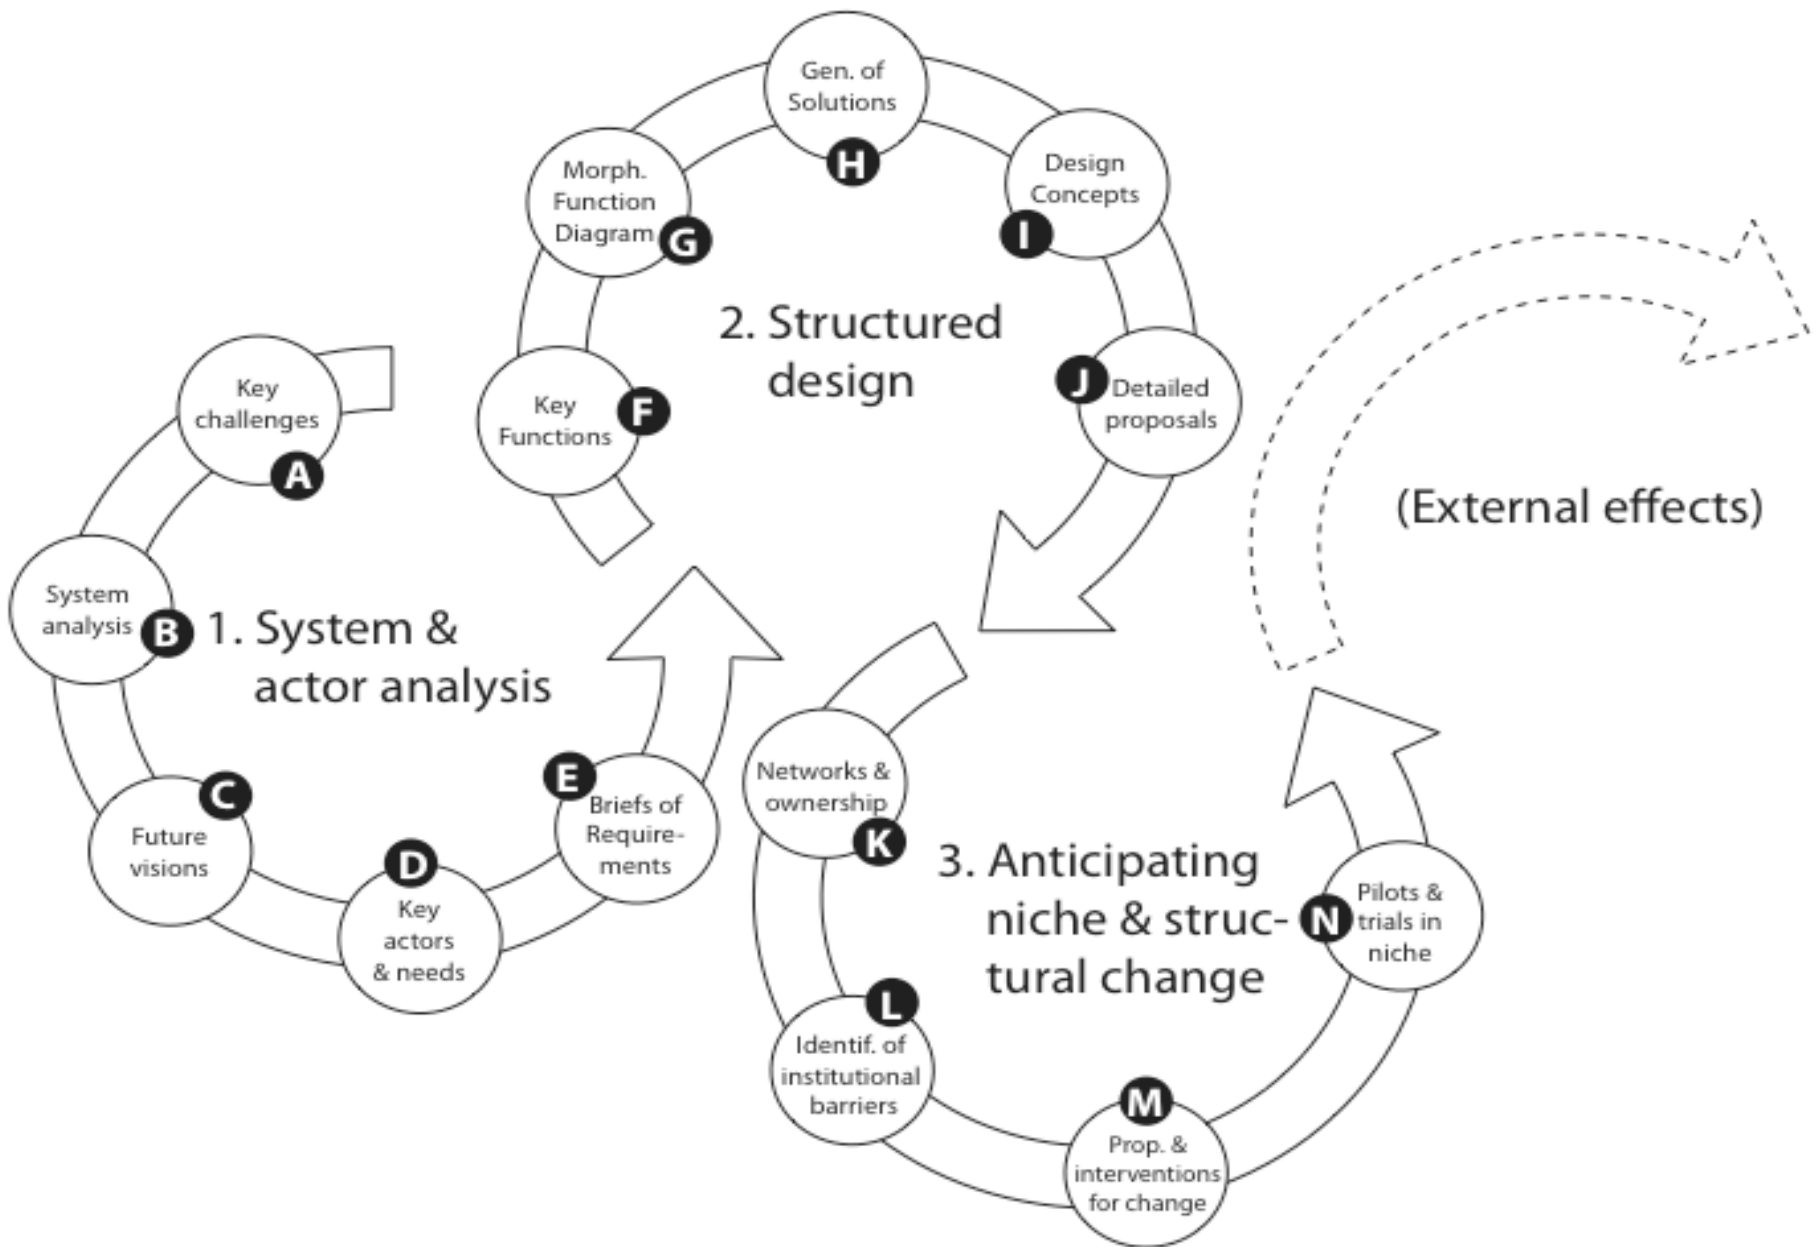 Key
challenges
A
System
analysis
B
1. System &
actor analysis
Future
visions
C
Key
actors
& needs
D
Briefs of
Require-
ments
E
Key
Functions
F
Morph.
Function
Diagram
G
Gen. of
Solutions
H
Design
Concepts
I
2. Structured
design
Detailed
proposals
J
Networks &
ownership
K
3. Anticipating
niche & struc-
tural change
Identif. of
institutional
barriers
L
Prop. &
interventions
for change
M
Pilots &
trials in
niche
N
(External effects)